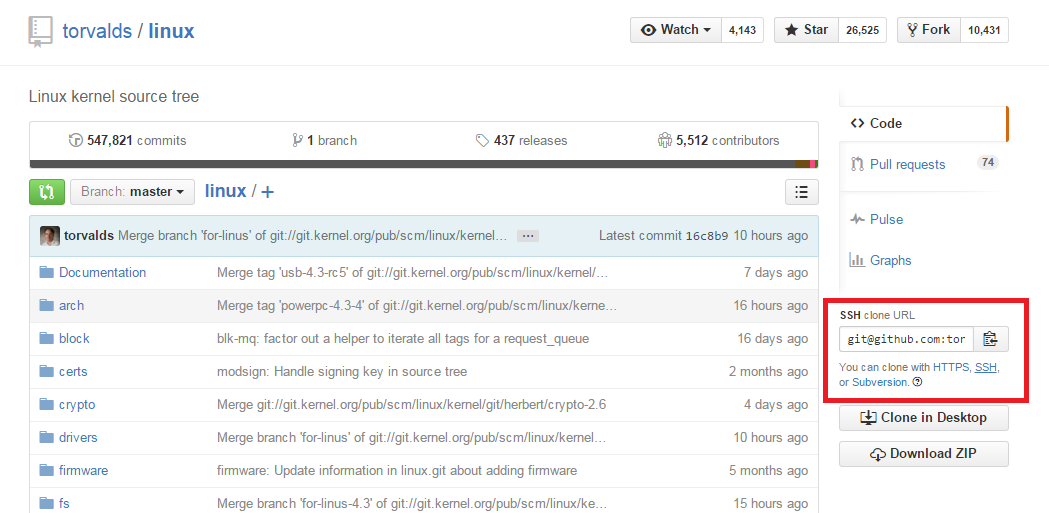 torvalds / linux
Watch 4,143 Star 26,525 Fork 10,431
Linux kernel source tree
547,821 commits 1 branch 437 releases 5,512 contributors
Branch: master linux / +
torvalds Merge branch 'for-linus' of git://git.kernel.org/pub/scm/linux/kernel… ... Latest commit 16c8b9 10 hours ago
Documentation Merge tag 'usb-4.3-rc5' of git://git.kernel.org/pub/scm/linux/kernel/… 7 days ago
arch Merge tag 'powerpc-4.3-4' of git://git.kernel.org/pub/scm/linux/kerne… 16 hours ago
block blk-mq: factor out a helper to iterate all tags for a request_queue 16 days ago
certs modsign: Handle signing key in source tree 2 months ago
crypto Merge git://git.kernel.org/pub/scm/linux/kernel/git/herbert/crypto-2.6 4 days ago
drivers Merge branch 'for-linus' of git://git.kernel.org/pub/scm/linux/kernel… 10 hours ago
firmware firmware: Update information in linux.git about adding firmware 5 months ago
fs Merge branch 'for-linus-4.3' of git://git.kernel.org/pub/scm/linux/ke… 15 hours ago
Code
Pull requests 74
Pulse
Graphs
SSH clone URL
git@github.com:tor
You can clone with HTTPS, SSH,
or Subversion. ?
Clone in Desktop
Download ZIP